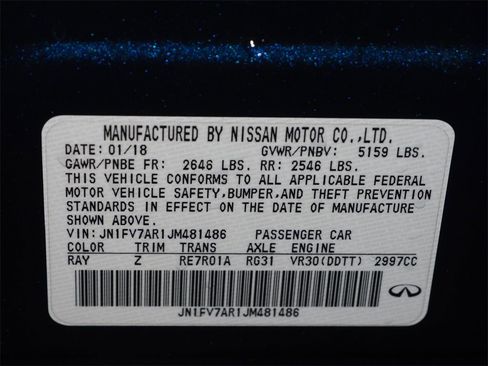 MANUFACTURED BY NISSAN MOTOR CO.,LTD.
DATE: 01/18 GVWR/PNBV: 5159 LBS.
GAWR/PNBE FR: 2646 LBS. RR: 2546 LBS.
THIS VEHICLE CONFORMS TO ALL APPLICABLE FEDERAL
MOTOR VEHICLE SAFETY,BUMPER,AND THEFT PREVENTION
STANDARDS IN EFFECT ON THE DATE OF MANUFACTURE
SHOWN ABOVE.
VIN: JN1FV7AR1JM481486 PASSENGER CAR
COLOR TRIM TRANS AXLE ENGINE
RAY Z RE7R01A RG31 VR30(DDTT) 2997CC
JN1FV7AR1JM481486